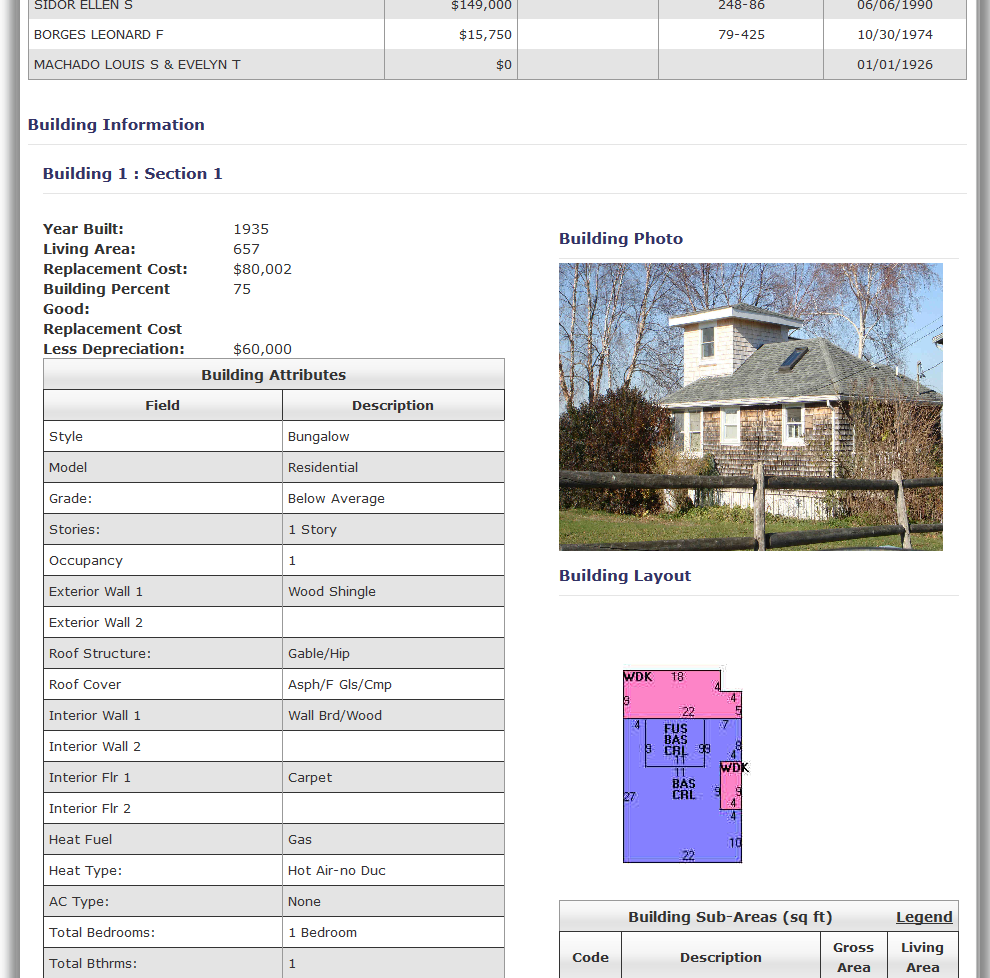 SIDOR ELLEN S $149,000 248-86 06/06/1990
BORGES LEONARD F $15,750 79-425 10/30/1974
MACHADO LOUIS S & EVELYN T $0 01/01/1926
Building Information
Building 1 : Section 1
Year Built: 1935
Living Area: 657
Replacement Cost: $80,002
Building Percent 75
Good:
Replacement Cost
Less Depreciation: $60,000
Building Attributes
Field Description
Style Bungalow
Model Residential
Grade: Below Average
Stories: 1 Story
Occupancy 1
Exterior Wall 1 Wood Shingle
Exterior Wall 2
Roof Structure: Gable/Hip
Roof Cover Asph/F Gls/Cmp
Interior Wall 1 Wall Brd/Wood
Interior Wall 2
Interior Flr 1 Carpet
Interior Flr 2
Heat Fuel Gas
Heat Type: Hot Air-no Duc
AC Type: None
Total Bedrooms: 1 Bedroom
Total Bthrms: 1
Building Photo
Building Layout
WDK 18
4
9 4
22 5
4 FUS 7
BAS
9 CRL 99 8
11 4
11 WDK
BAS
27 CRL 9 9
4
4
10
22
Building Sub-Areas (sq ft) Legend
Code Description Gross Area Living Area